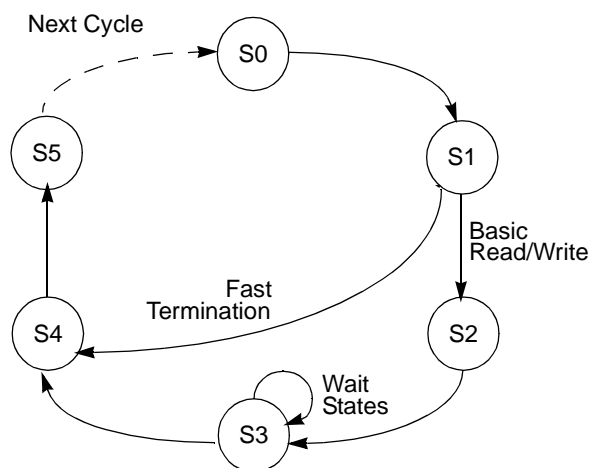 Next Cycle
S0
S5
S1
Basic
Read/Write
Fast
Termination
S4
S2
Wait
States
S3